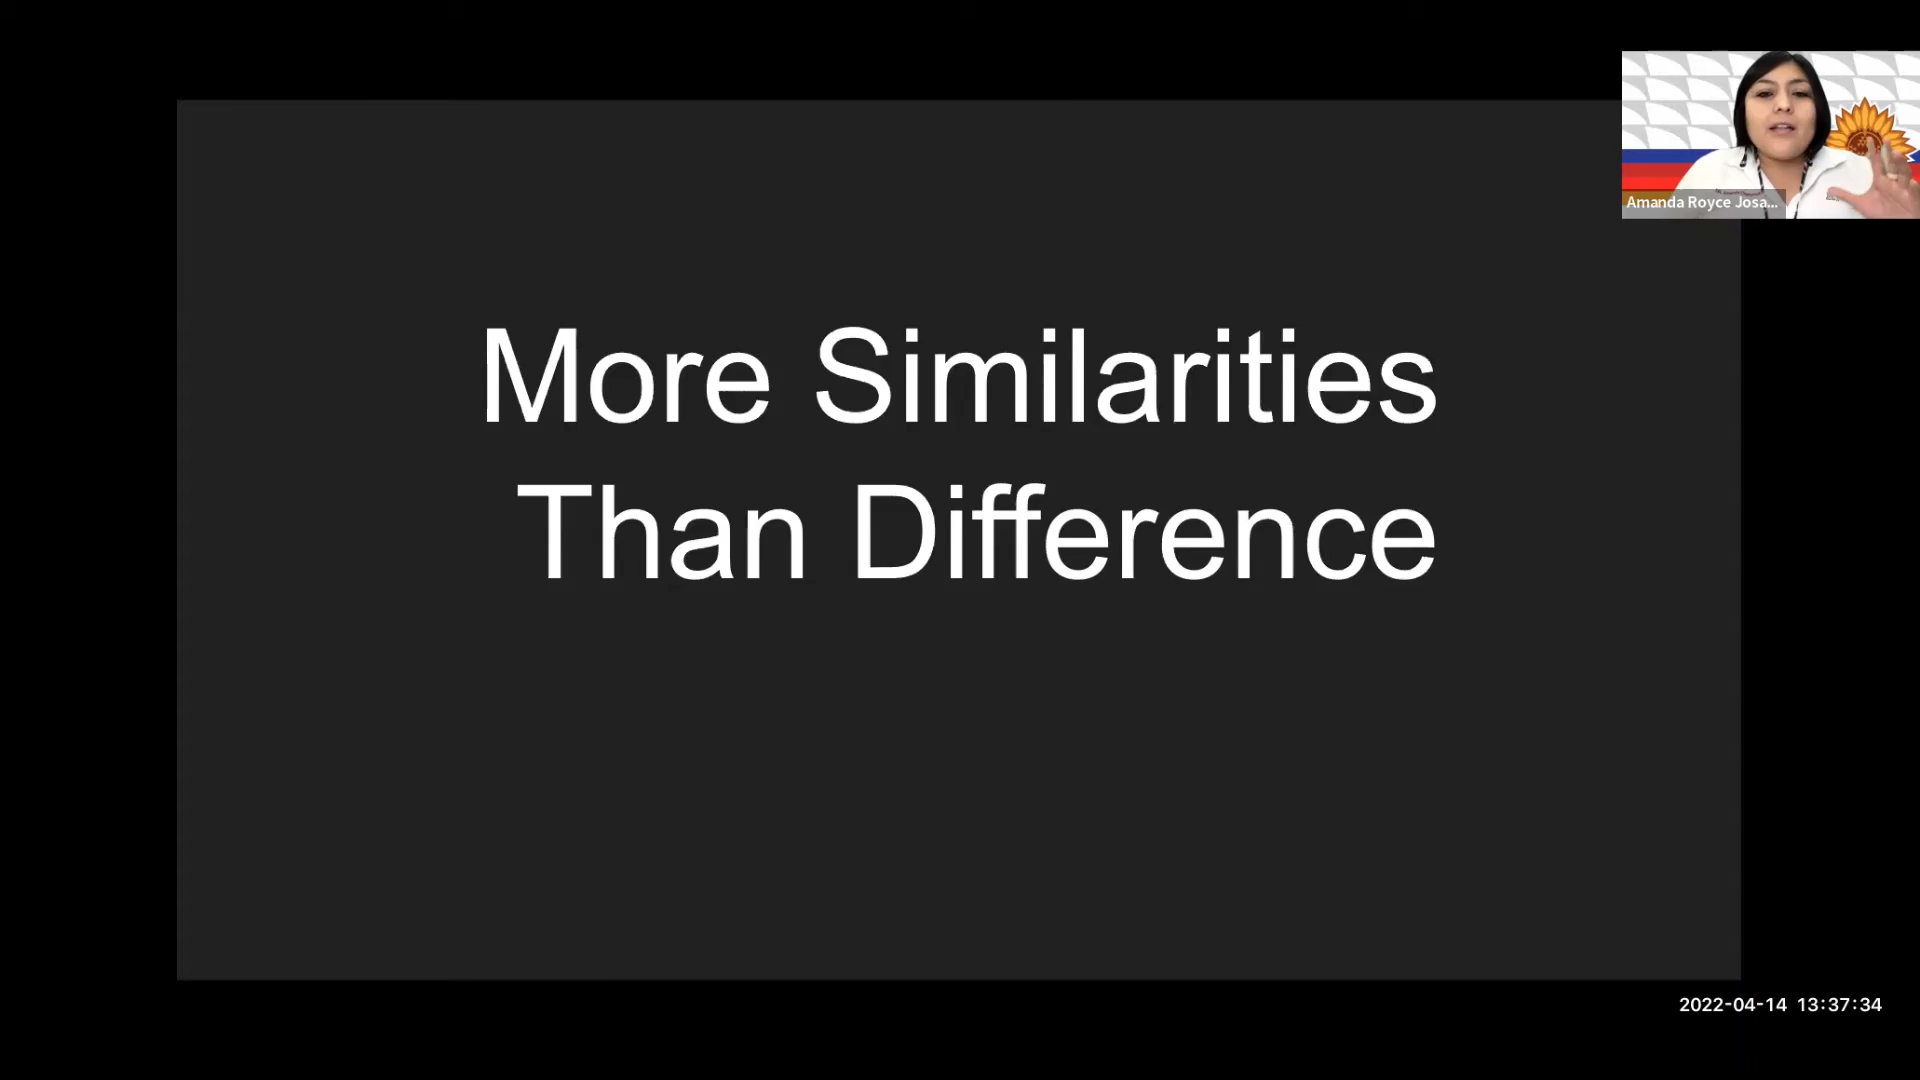 Amanda Royce Josa...
More Similarities
Than Difference
2022-04-14 13:37:34